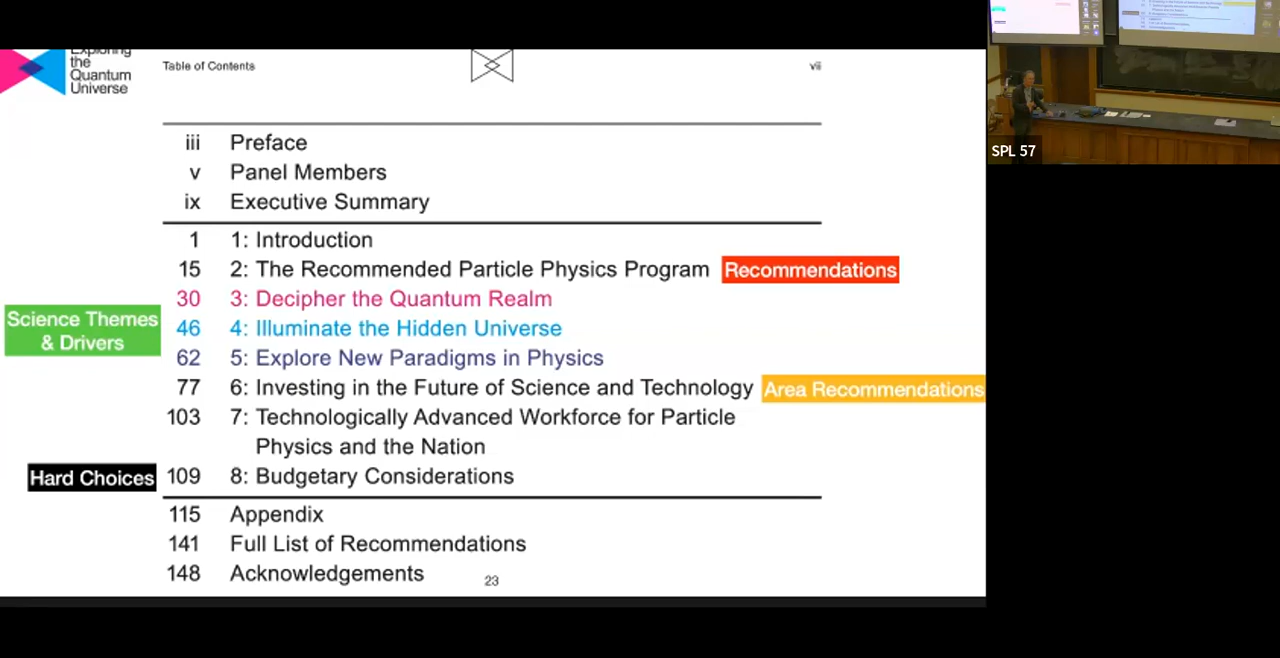 Exploring
the
Quantum
Universe
Table of Contents
vii
iii Preface
v Panel Members
ix Executive Summary
1 1: Introduction
15 2: The Recommended Particle Physics Program Recommendations
30 3: Decipher the Quantum Realm
Science Themes
& Drivers
46 4: Illuminate the Hidden Universe
62 5: Explore New Paradigms in Physics
77 6: Investing in the Future of Science and Technology Area Recommendations
103 7: Technologically Advanced Workforce for Particle
Physics and the Nation
Hard Choices 109 8: Budgetary Considerations
115 Appendix
141 Full List of Recommendations
148 Acknowledgements
23
SPL 57